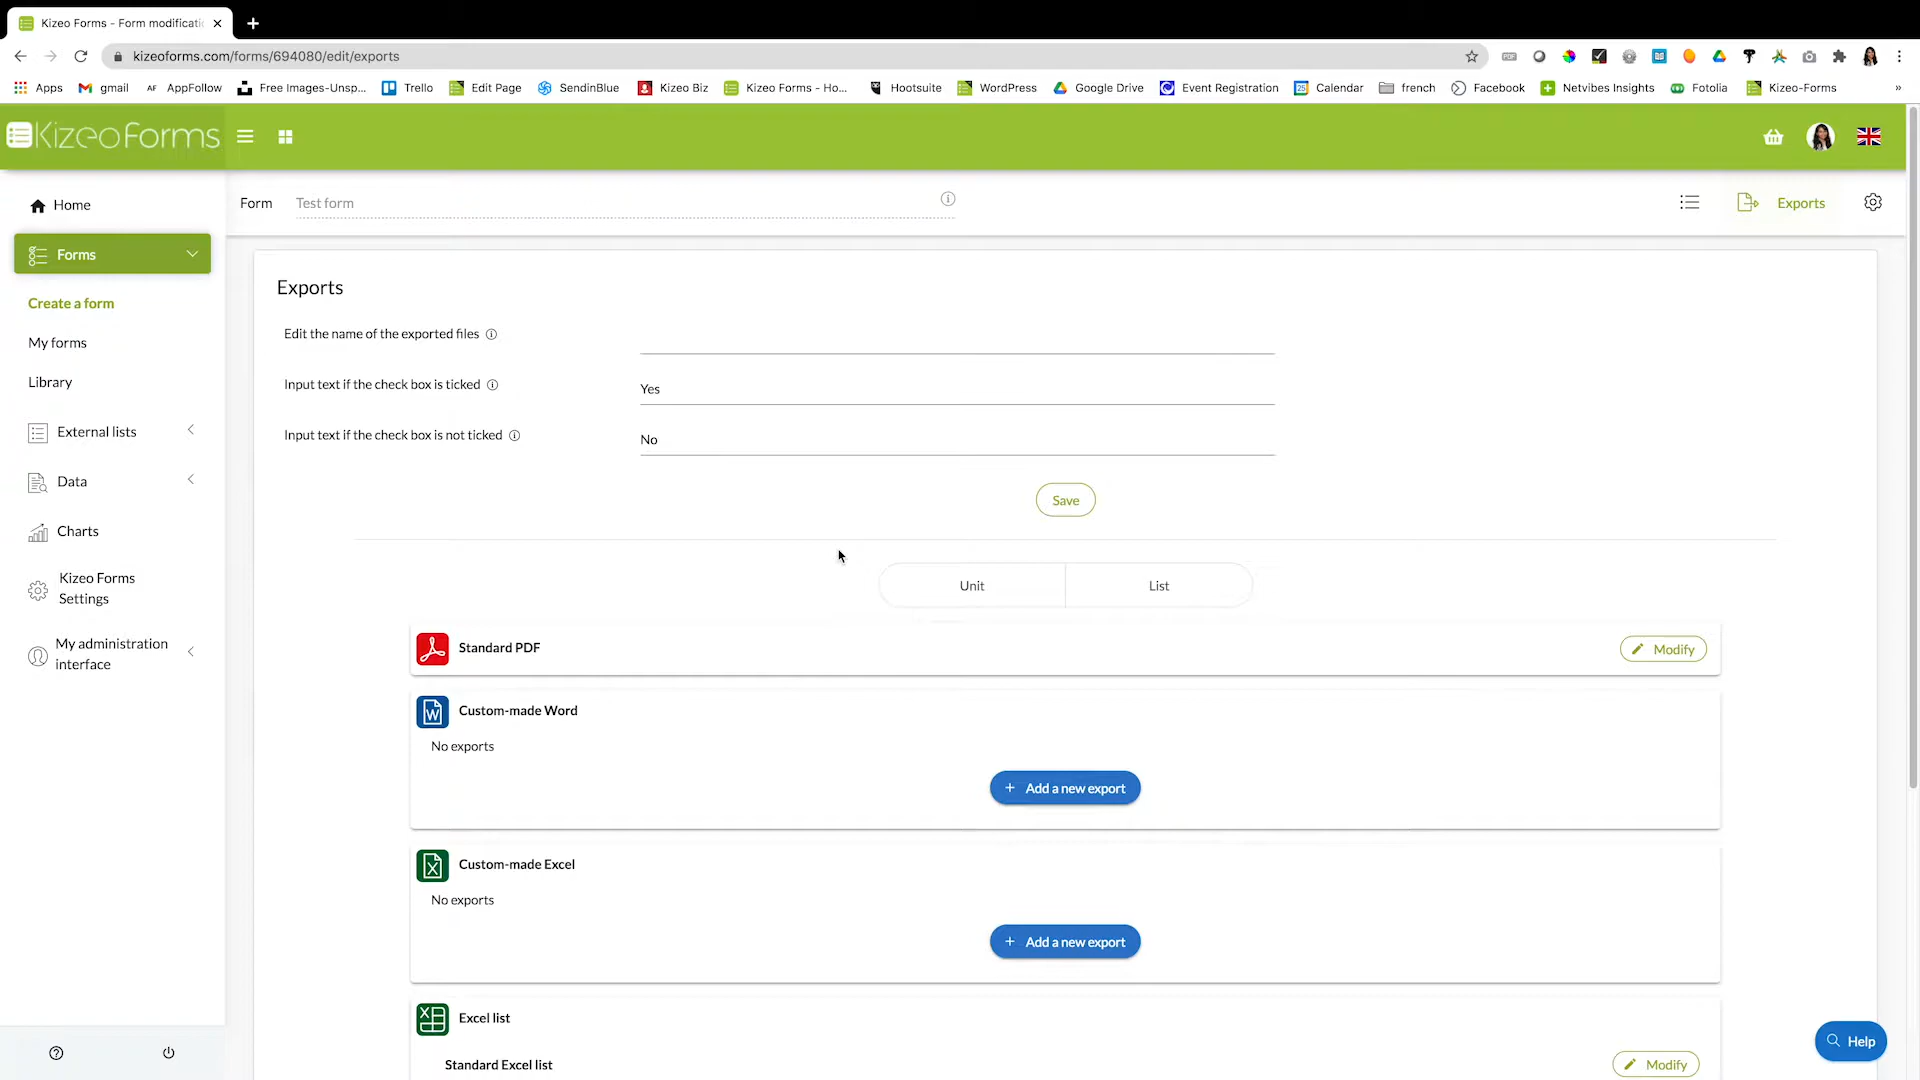 Kizeo Forms - Form modificati
kizeoforms.com/forms/694080/edit/exports
Apps
gmail
AF
AppFollow
Free Images-Unsp...
Trello
Edit Page
SendinBlue
Kizeo Biz
Kizeo Forms - Ho...
Hootsuite
WordPress
Google Drive
Event Registration
Calendar
french
Facebook
Netvibes Insights
Fotolia
Kizeo-Forms
»
KizeoForms
Home
Forms
Create a form
My forms
Library
External lists
Data
Charts
Kizeo Forms
Settings
My administration
interface
Form
Test form
Exports
Exports
Edit the name of the exported files
Input text if the check box is ticked
Yes
Input text if the check box is not ticked
No
Save
Unit
List
Standard PDF
Modify
Custom-made Word
No exports
+ Add a new export
Custom-made Excel
No exports
+ Add a new export
Excel list
Standard Excel list
Modify
Help